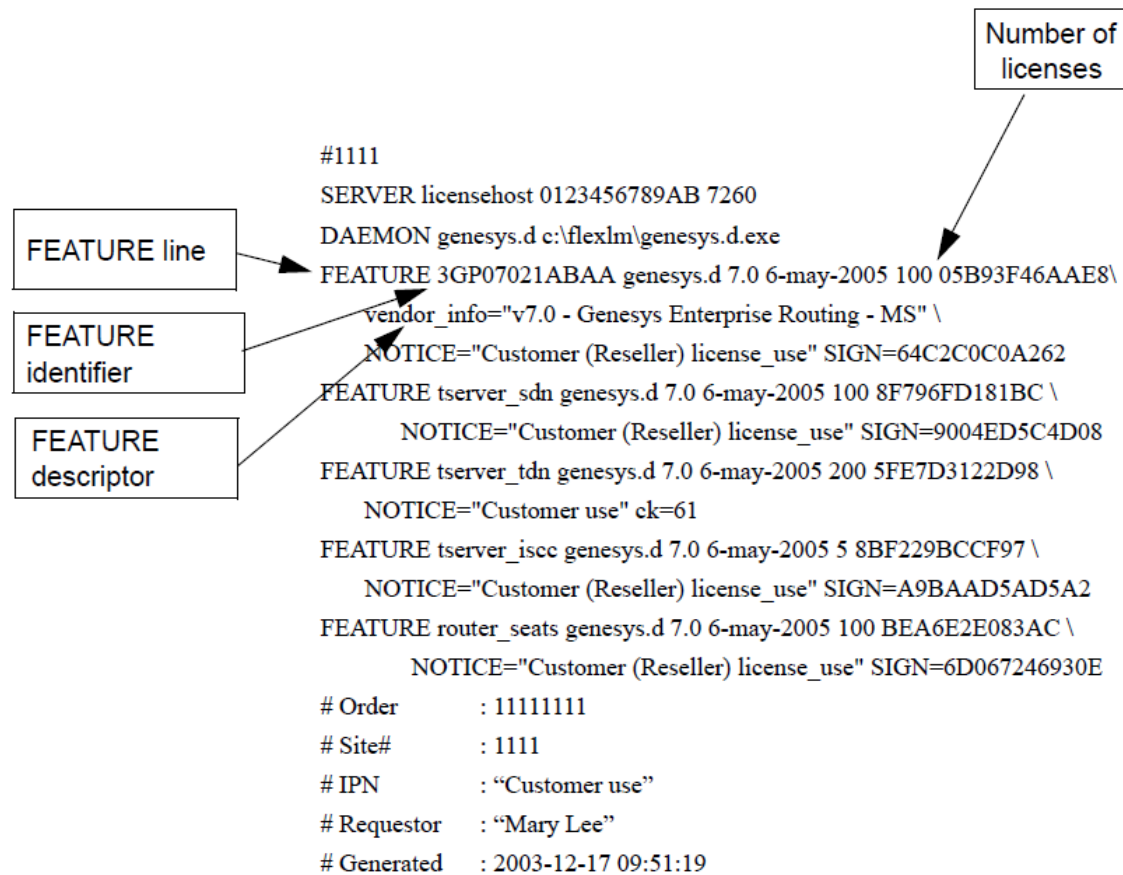 Number of
licenses
#1111
SERVER licensehost 0123456789AB 7260
DAEMON genesys.d c:\flexlm\genesys.d.exe
FEATURE line
FEATURE 3GP07021ABAA genesys.d 7.0 6-may-2005 100 05B93F46AAE8\
vendor_info="v7.0 - Genesys Enterprise Routing - MS" \
FEATURE
identifier
NOTICE="Customer (Reseller) license_use" SIGN=64C2C0C0A262
FEATURE tserver_sdn genesys.d 7.0 6-may-2005 100 8F796FD181BC \
NOTICE="Customer (Reseller) license_use" SIGN=9004ED5C4D08
FEATURE
descriptor
FEATURE tserver_tdn genesys.d 7.0 6-may-2005 200 5FE7D3122D98 \
NOTICE="Customer use" ck=61
FEATURE tserver_iscc genesys.d 7.0 6-may-2005 5 8BF229BCCF97 \
NOTICE="Customer (Reseller) license_use" SIGN=A9BAAD5AD5A2
FEATURE router_seats genesys.d 7.0 6-may-2005 100 BEA6E2E083AC \
NOTICE="Customer (Reseller) license_use" SIGN=6D067246930E
# Order : 11111111
# Site# : 1111
# IPN : “Customer use”
# Requestor : “Mary Lee”
# Generated : 2003-12-17 09:51:19